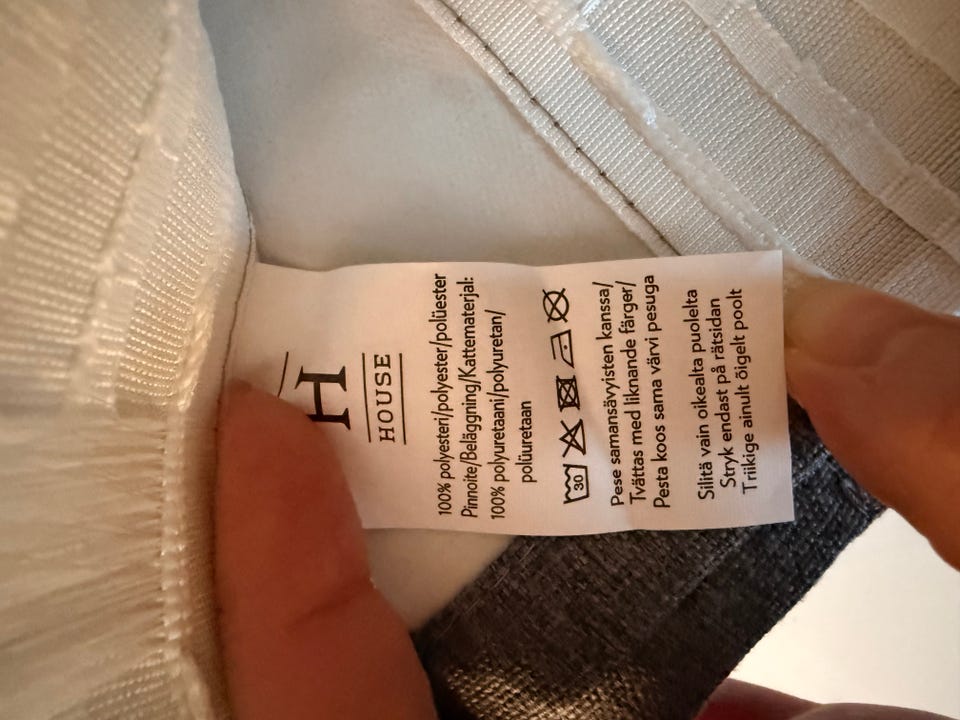 H
HOUSE
100% polyesteri/polyester/polüester
Pinnoite/Beläggning/Kattematerjal:
100% polyuretani/polyuretan/
polüuretaan
30
Pese samansävyisten kanssa/
Tvättas med liknande färger/
Pesta koos sama värvi pesuga
Silitä vain oikealta puolelta
Stryk endast på rätsidan
Triikige ainult õigelt poolt